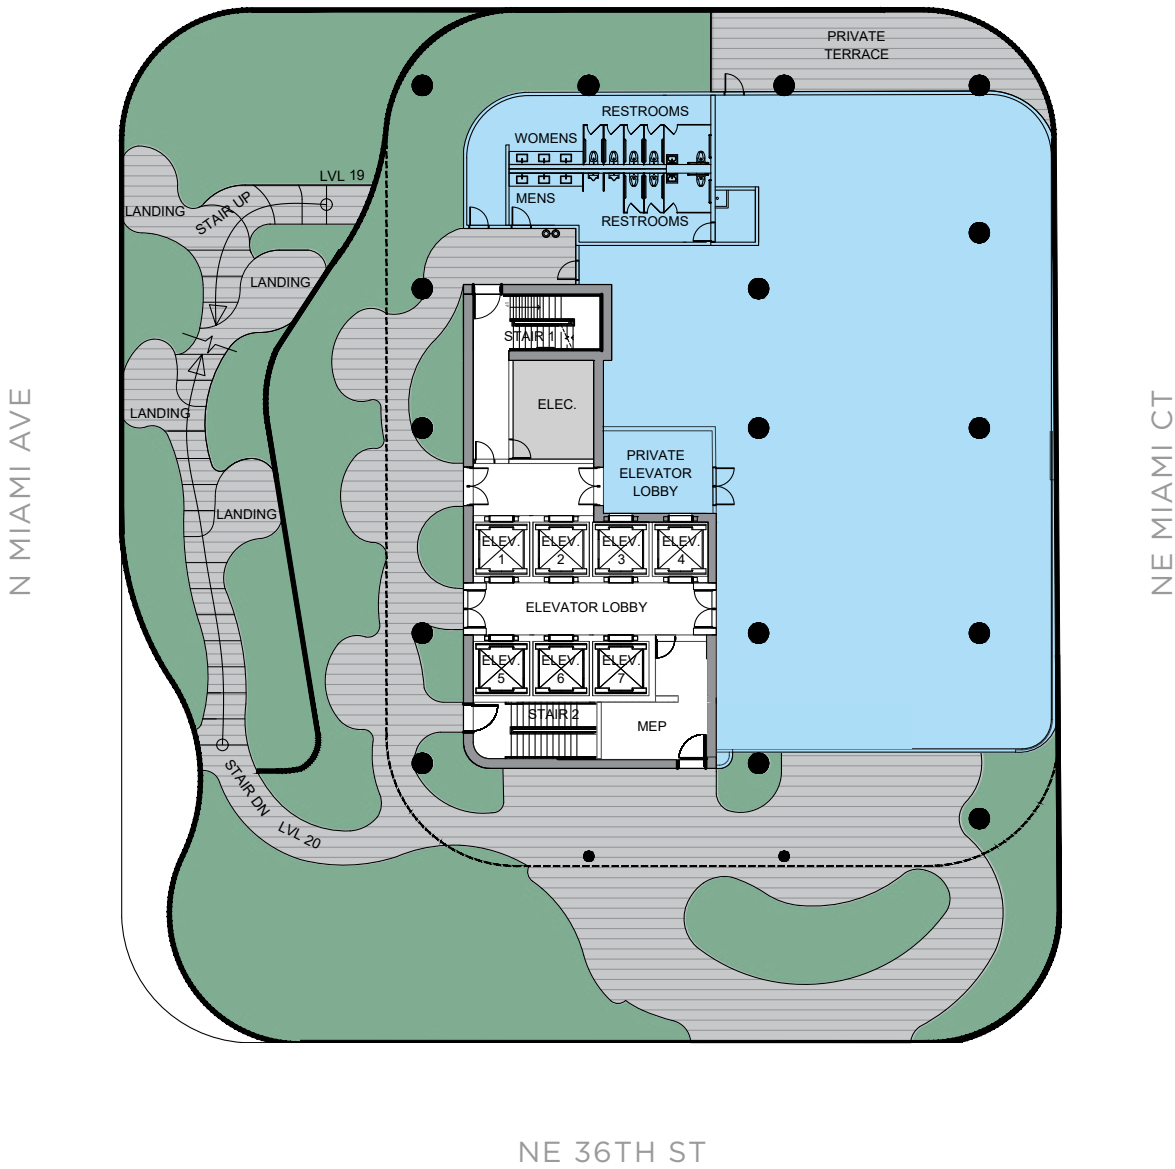 PRIVATE
TERRACE
RESTROOMS
WOMENS
LVL 19
MENS
LANDING
STAIR UP
RESTROOMS
LANDING
STAIR 1
N MIAMI AVE
NE MIAMI CT
ELEC.
LANDING
PRIVATE
ELEVATOR
LOBBY
LANDING
ELEV.
1
ELEV.
2
ELEV.
3
ELEV.
4
ELEVATOR LOBBY
ELEV.
5
ELEV.
6
ELEV.
7
STAIR 2
MEP
STAIR DN
LVL 20
NE 36TH ST